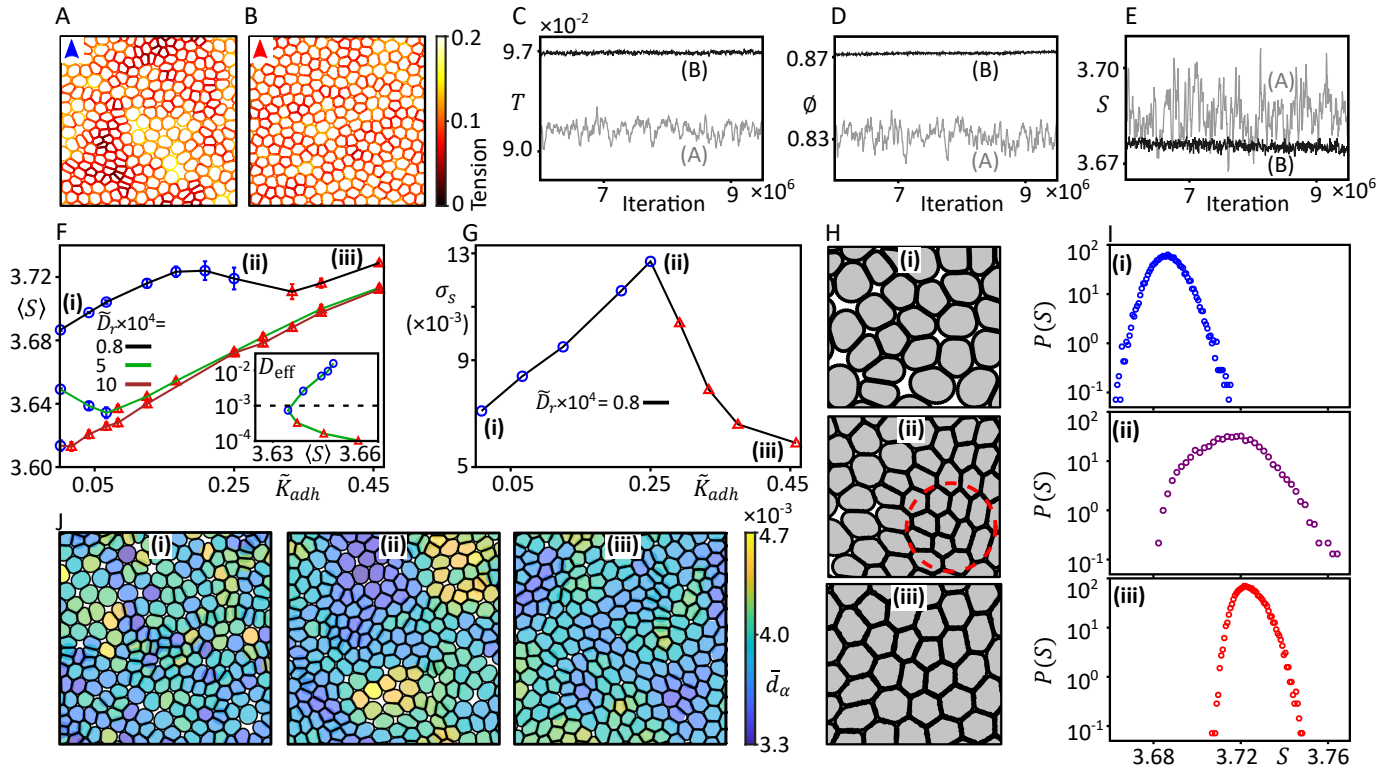 A
B
C
D
E
0.2
0.1
0
Tension
×10⁻²
9.7
T
9.0
(B)
(A)
7
9
×10⁶
Iteration
0.87
ϕ
0.83
(B)
(A)
7
9
×10⁶
Iteration
3.70
S
3.67
(A)
(B)
7
9
×10⁶
Iteration
F
3.72
⟨S⟩
3.68
3.64
3.60
(i)
(ii)
(iii)
D̃ᵣ×10⁴=
0.8
5
10
10⁻²
D_eff
10⁻³
10⁻⁴
3.63
⟨S⟩
3.66
0.05
0.25
K̃_adh
0.45
G
13
σₛ
(×10⁻³)
9
5
(i)
(ii)
(iii)
D̃ᵣ×10⁴= 0.8
0.05
0.25
K̃_adh
0.45
H
(i)
(ii)
(iii)
I
(i)
P(S)
10²
10¹
10⁰
10⁻¹
(ii)
P(S)
10²
10¹
10⁰
10⁻¹
(iii)
P(S)
10²
10¹
10⁰
10⁻¹
3.68
3.72
S
3.76
J
(i)
(ii)
(iii)
×10⁻³
4.7
4.0
d̄_α
3.3